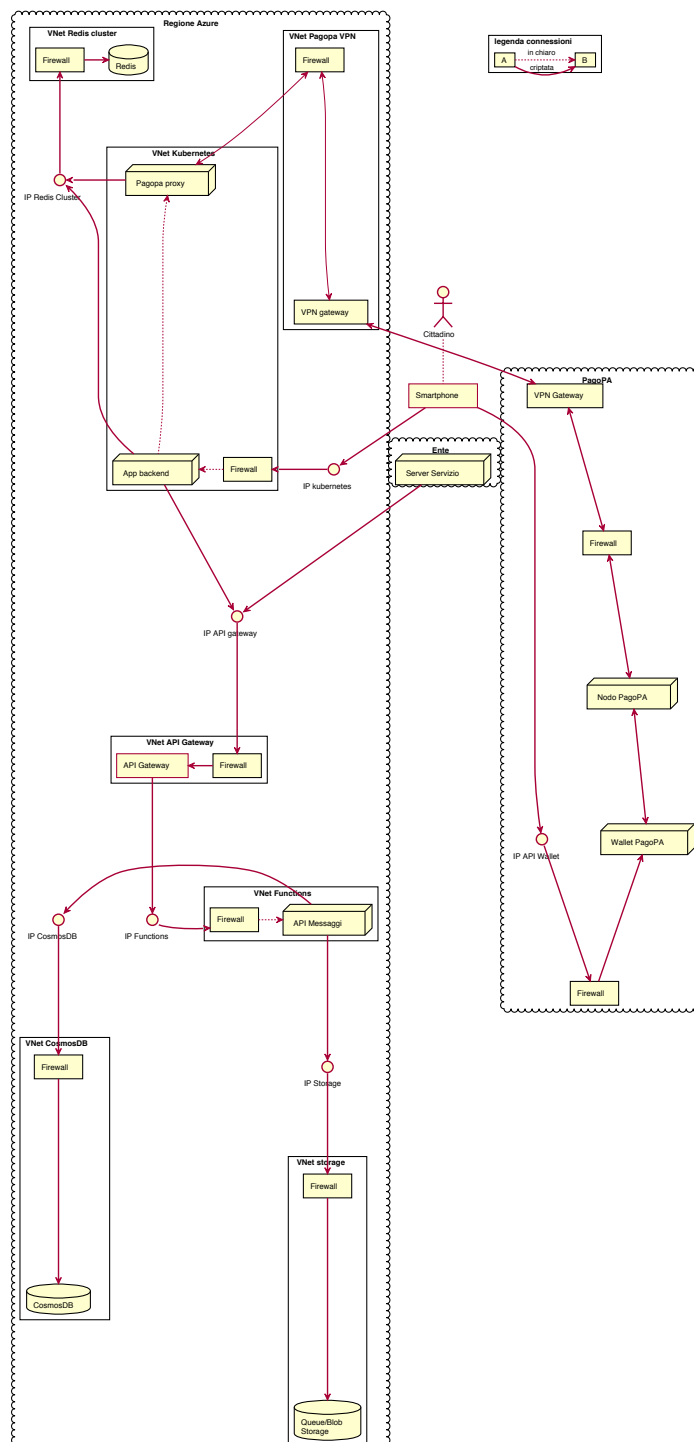 Regione Azure
VNet Redis cluster
VNet Pagopa VPN
legenda connessioni
Firewall
Redis
Firewall
A
in chiaro
criptata
B
VNet Kubernetes
Pagopa proxy
IP Redis Cluster
VPN gateway
Cittadino
PagoPA
Smartphone
VPN Gateway
Ente
App backend
Firewall
IP kubernetes
Server Servizio
Firewall
IP API gateway
Nodo PagoPA
VNet API Gateway
API Gateway
Firewall
Wallet PagoPA
IP API Wallet
VNet Functions
Firewall
API Messaggi
IP CosmosDB
IP Functions
Firewall
VNet CosmosDB
Firewall
IP Storage
VNet storage
Firewall
CosmosDB
Queue/Blob
Storage